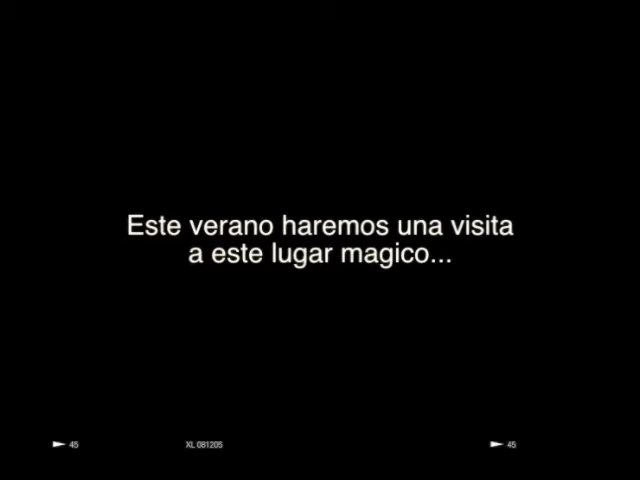 Este verano haremos una visita
a este lugar magico...
45 XL 081205 45